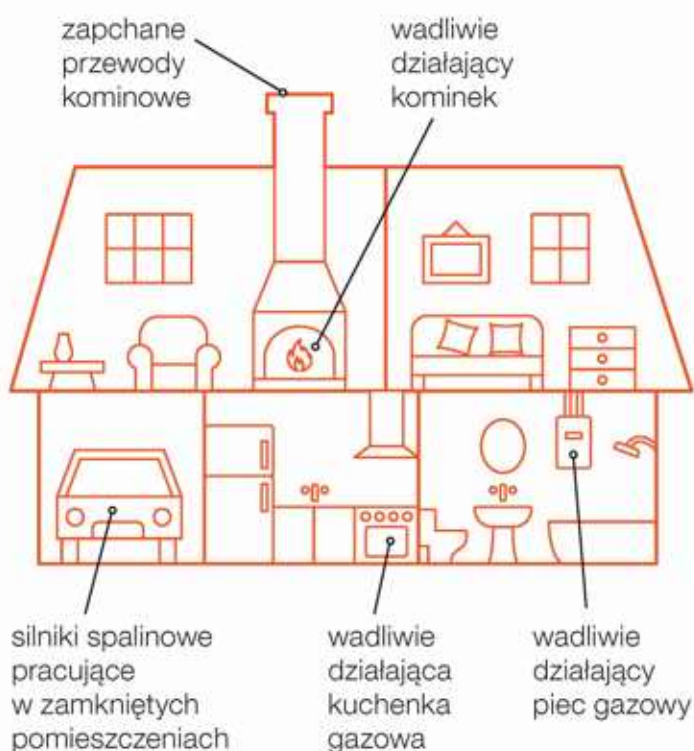 zapchane
przewody
kominowe
wadliwie
działający
kominek
silniki spalinowe
pracujące
w zamkniętych
pomieszczeniach
wadliwie
działająca
kuchenka
gazowa
wadliwie
działający
piec gazowy